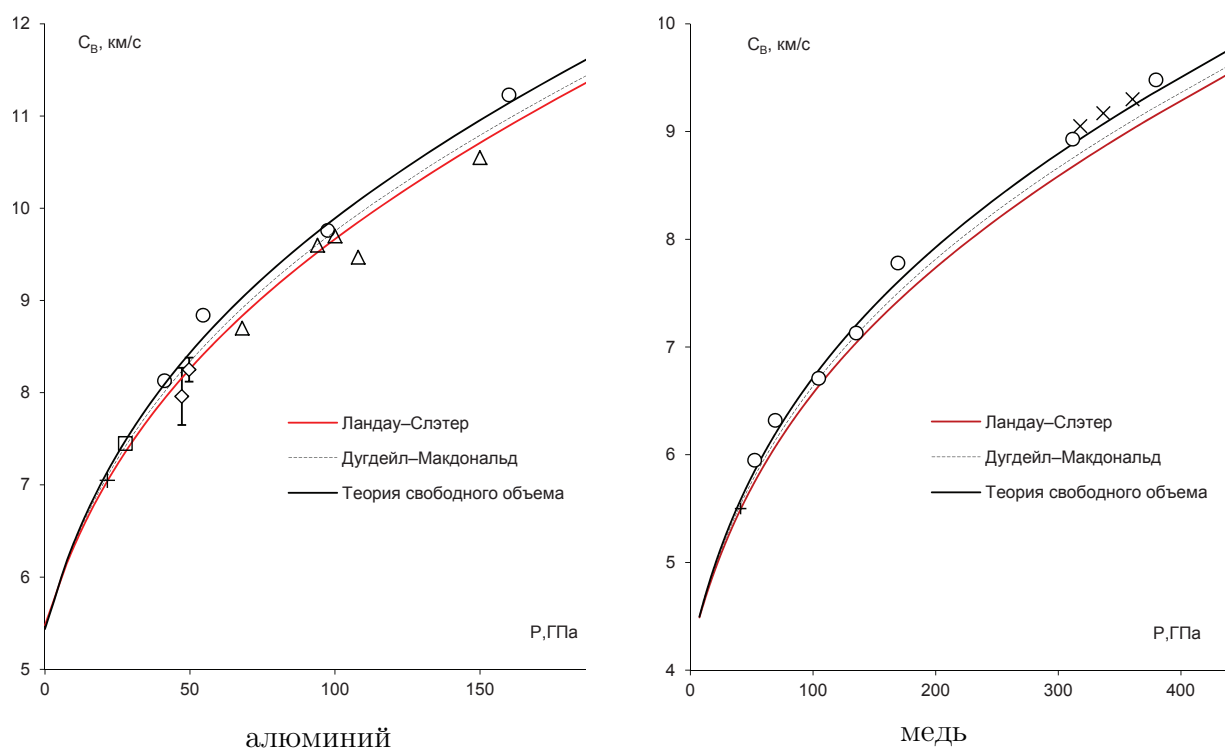 12
11
10
9
8
7
6
5
C_B, км/с
Ландау–Слэтер
Дугдейл–Макдональд
Теория свободного объема
P,ГПа
0
50
100
150
алюминий
10
9
8
7
6
5
4
C_B, км/с
Ландау–Слэтер
Дугдейл–Макдональд
Теория свободного объема
P,ГПа
0
100
200
300
400
медь